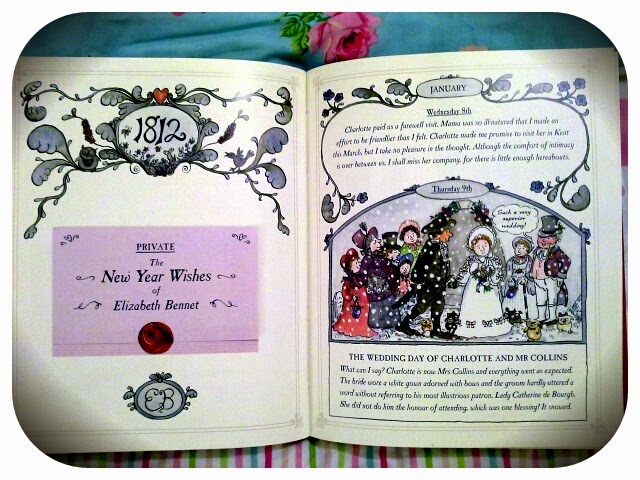 1812
PRIVATE
The
New Year Wishes
of
Elizabeth Bennet
EB
JANUARY
Wednesday 8th
Charlotte paid us a farewell visit. Mama was so ill-natured that I made an
effort to be friendlier than I felt. Charlotte made me promise to visit her in Kent
this March, but I take no pleasure in the thought. Although the comfort of intimacy
is over between us, I shall miss her company, for there is little enough hereabouts.
Thursday 9th
Such a very
superior
wedding!
THE WEDDING DAY OF CHARLOTTE AND MR COLLINS
What can I say? Charlotte is now Mrs Collins and everything went as expected.
The bride wore a white gown adorned with bows and the groom hardly uttered a
word without referring to his most illustrious patron, Lady Catherine de Bourgh.
She did not do him the honour of attending, which was one blessing! It snowed.